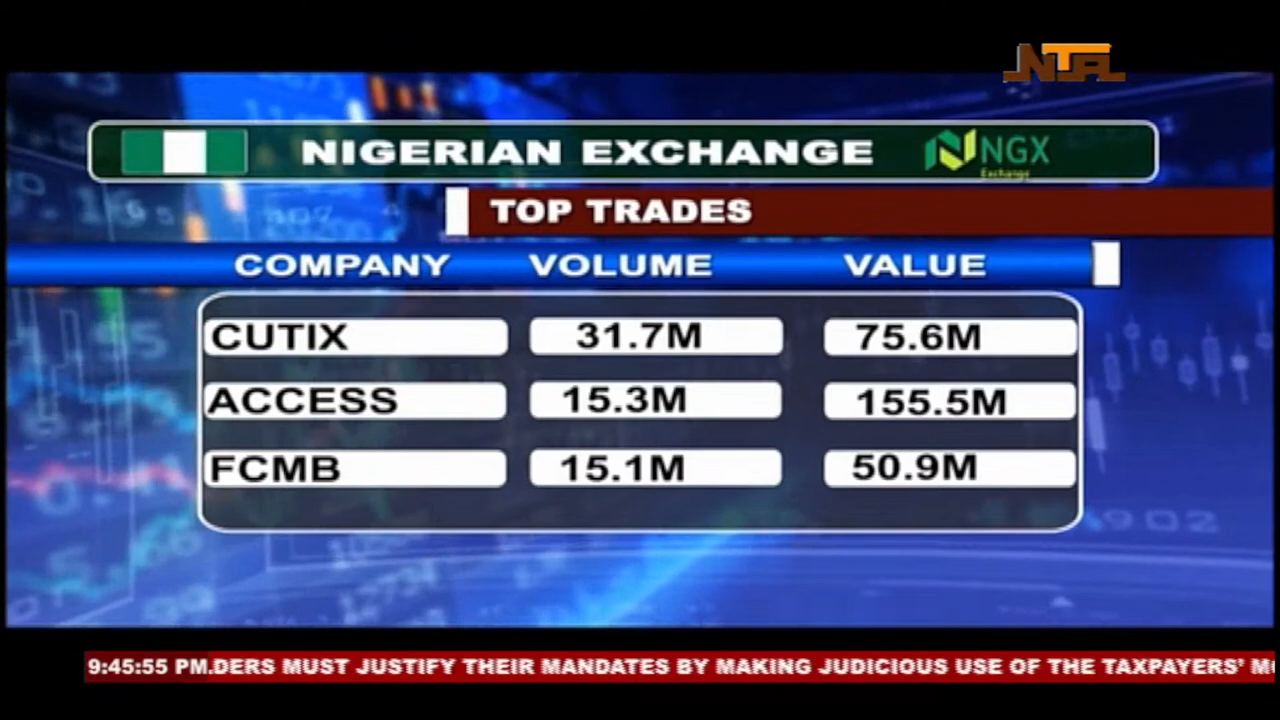 NTA
NIGERIAN EXCHANGE NGX
Exchange
TOP TRADES
COMPANY VOLUME VALUE
CUTIX 31.7M 75.6M
ACCESS 15.3M 155.5M
FCMB 15.1M 50.9M
9:45:55 PM.DERS MUST JUSTIFY THEIR MANDATES BY MAKING JUDICIOUS USE OF THE TAXPAYERS'